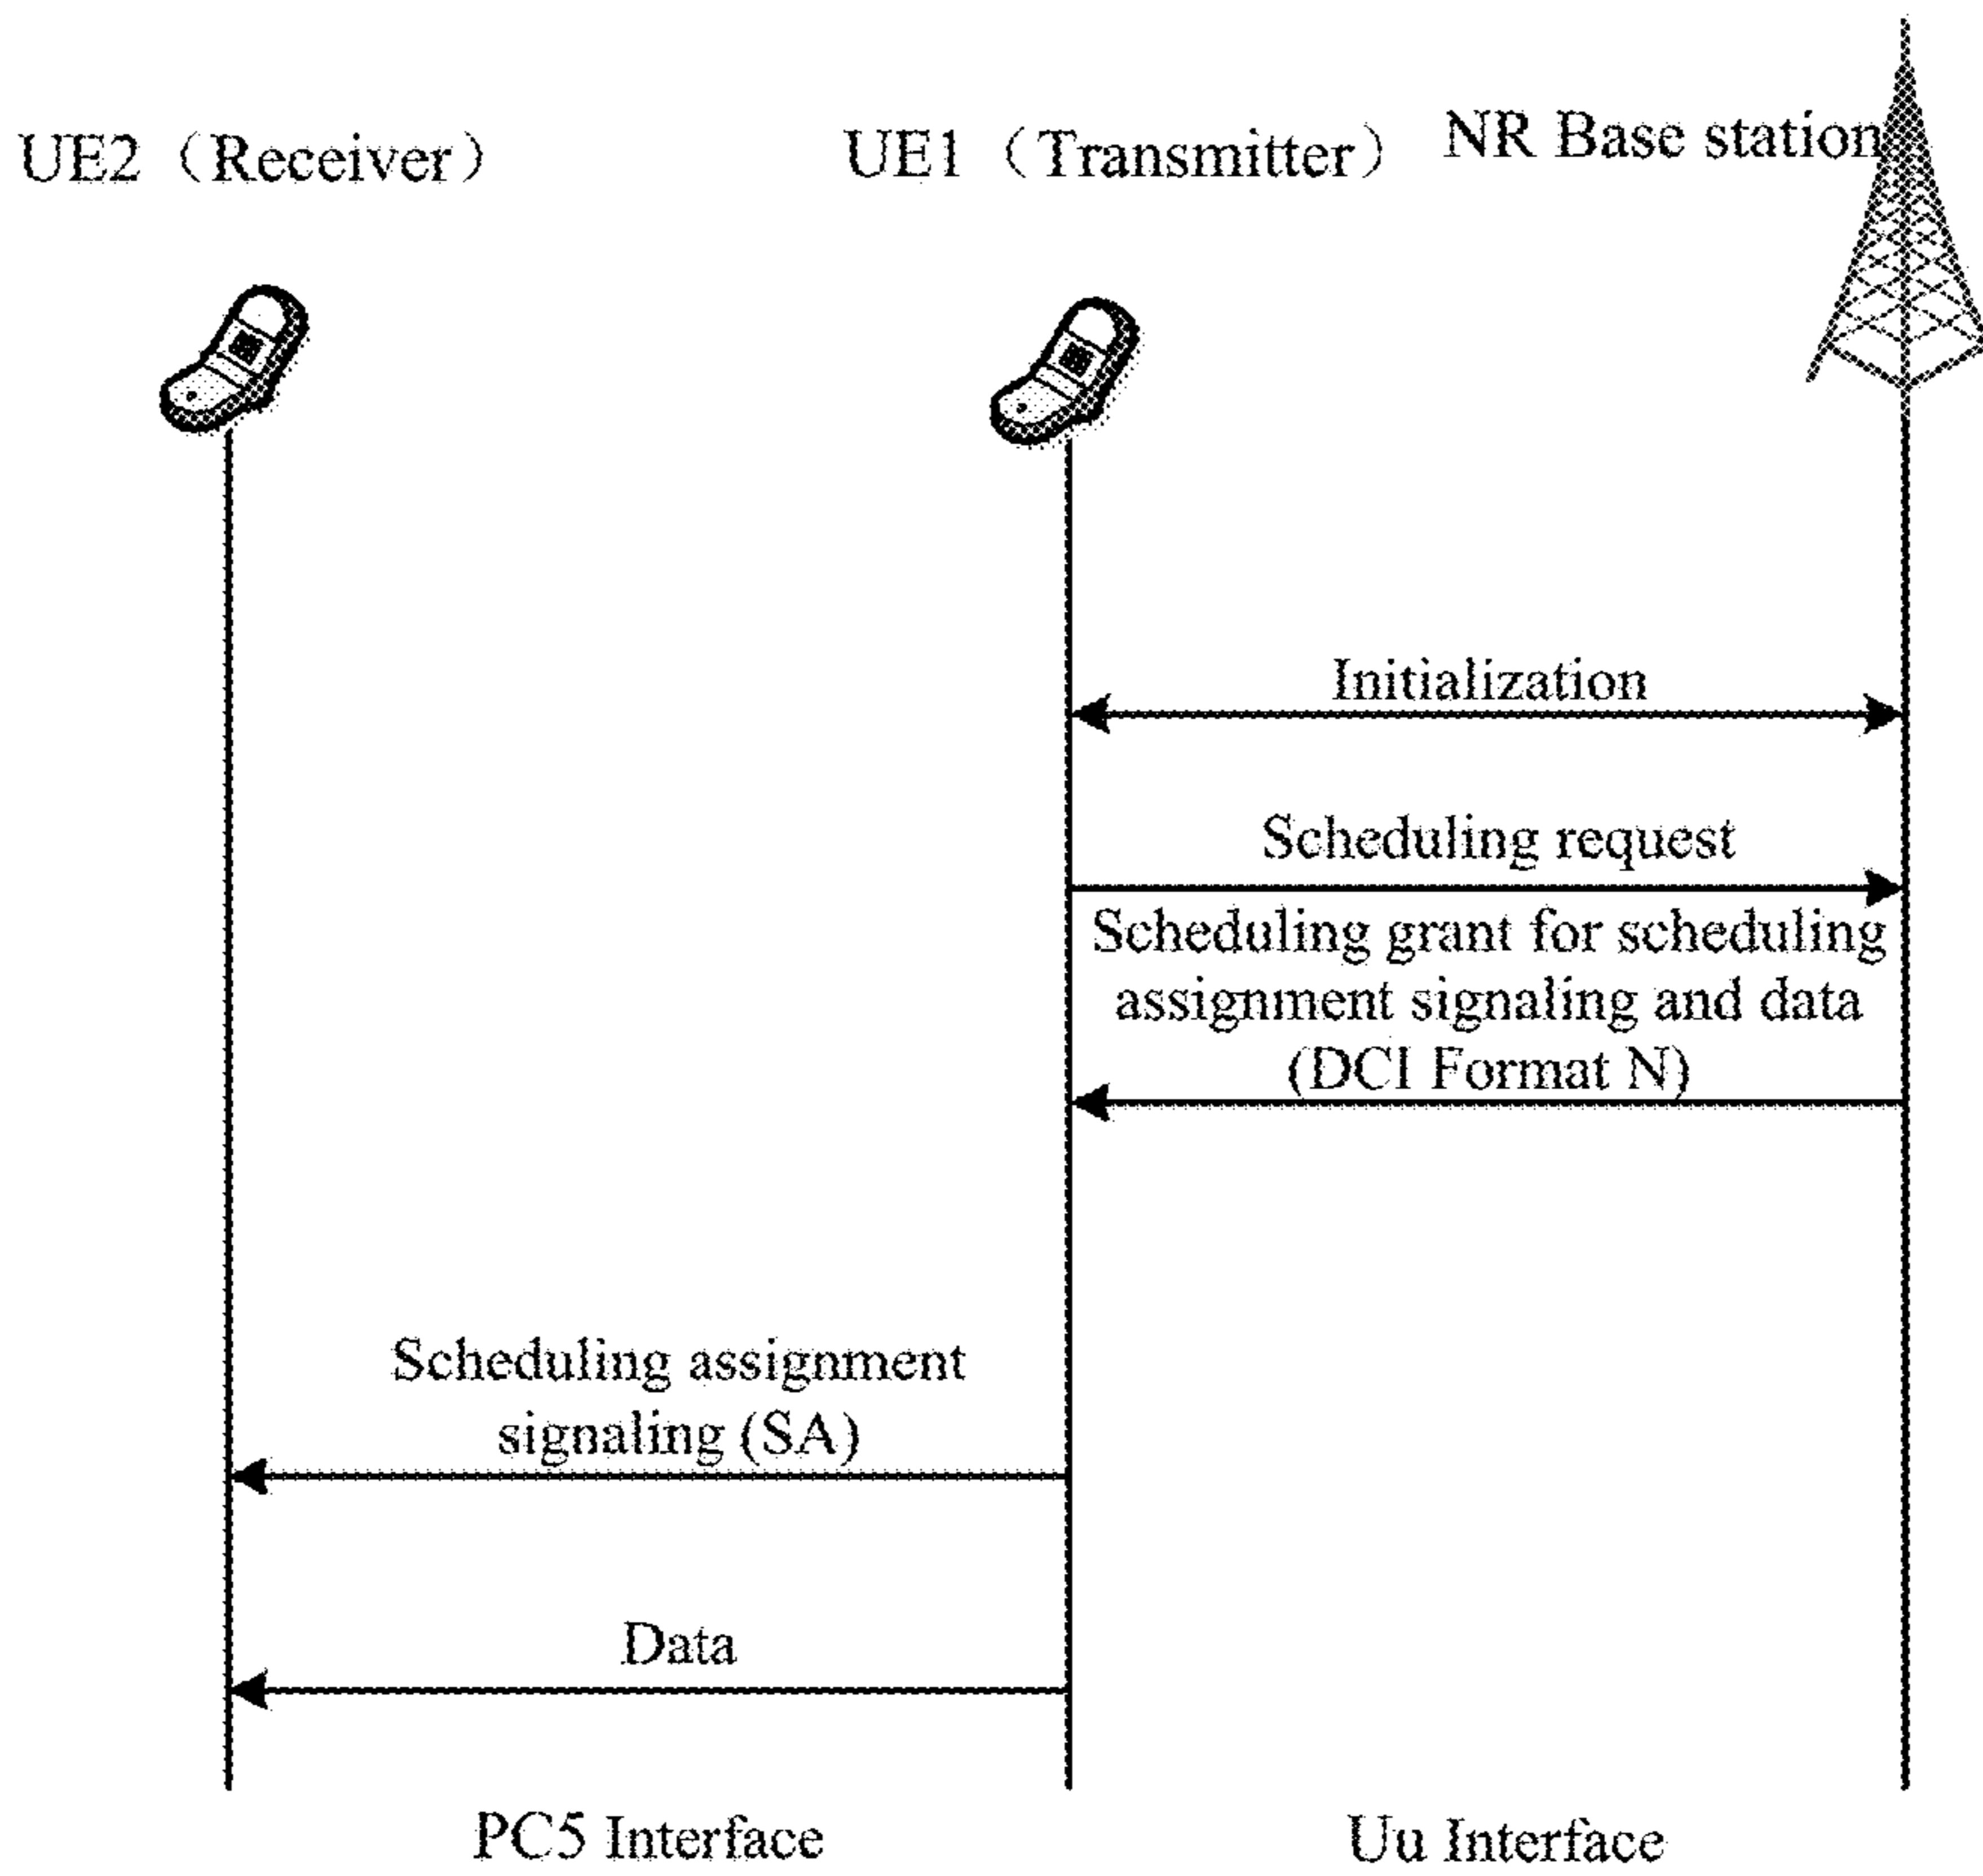 UE2（Receiver）
UE1（Transmitter）
NR Base station
Initialization
Scheduling request
Scheduling grant for scheduling
assignment signaling and data
(DCI Format N)
Scheduling assignment
signaling (SA)
Data
PC5 Interface
Uu Interface